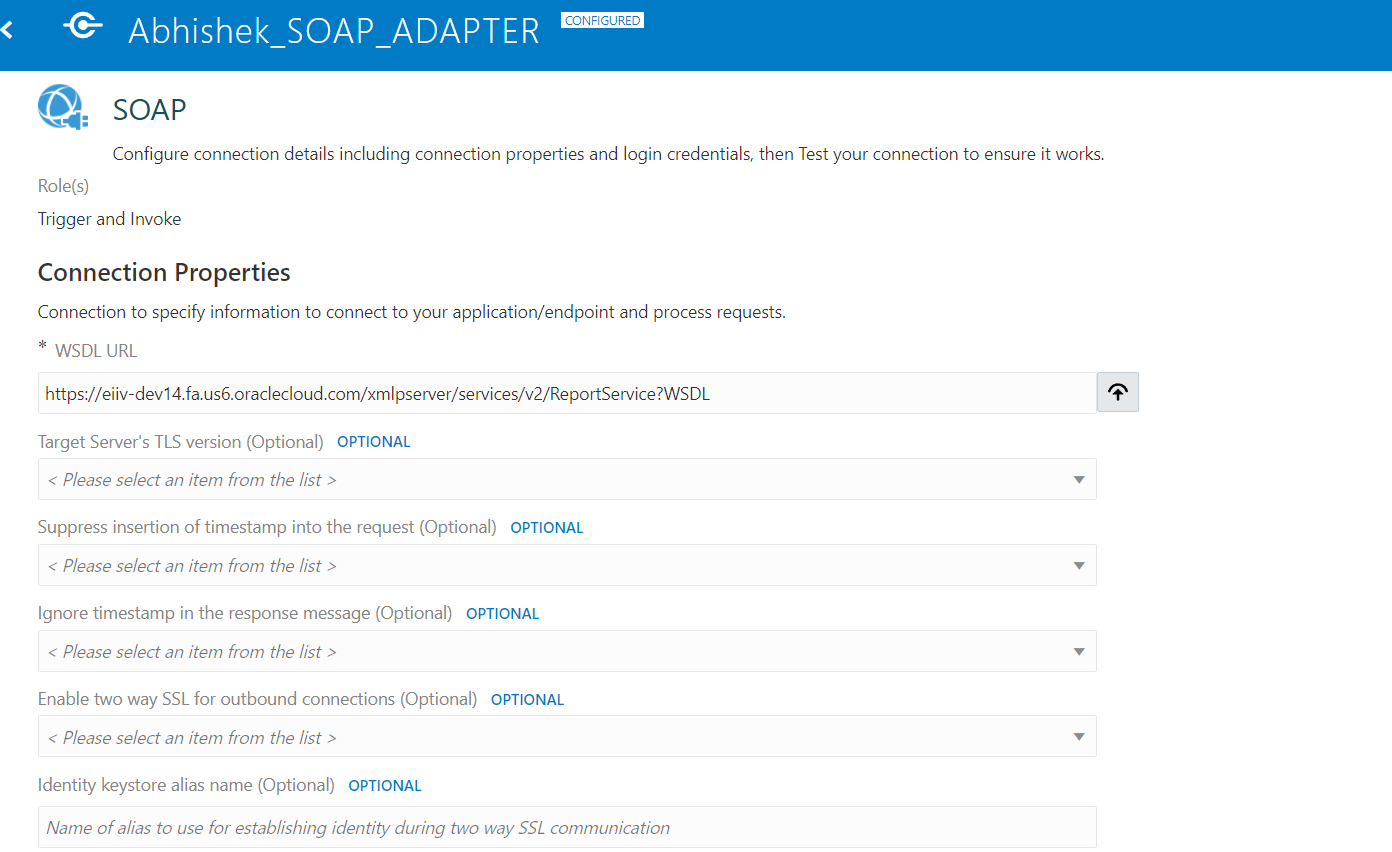 Abhishek_SOAP_ADAPTER CONFIGURED
SOAP
Configure connection details including connection properties and login credentials, then Test your connection to ensure it works.
Role(s)
Trigger and Invoke
Connection Properties
Connection to specify information to connect to your application/endpoint and process requests.
* WSDL URL
https://eiiv-dev14.fa.us6.oraclecloud.com/xmlpserver/services/v2/ReportService?WSDL
Target Server's TLS version (Optional) OPTIONAL
< Please select an item from the list >
Suppress insertion of timestamp into the request (Optional) OPTIONAL
< Please select an item from the list >
Ignore timestamp in the response message (Optional) OPTIONAL
< Please select an item from the list >
Enable two way SSL for outbound connections (Optional) OPTIONAL
< Please select an item from the list >
Identity keystore alias name (Optional) OPTIONAL
Name of alias to use for establishing identity during two way SSL communication